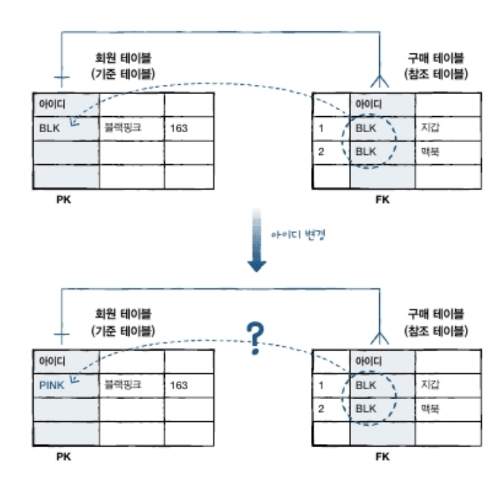 회원 테이블
(기준 테이블)
구매 테이블
(참조 테이블)
아이디
아이디
BLK 블랙핑크 163
1 BLK 지갑
2 BLK 맥북
PK
FK
아이디 변경
회원 테이블
(기준 테이블)
?
구매 테이블
(참조 테이블)
아이디
아이디
PINK 블랙핑크 163
1 BLK 지갑
2 BLK 맥북
PK
FK